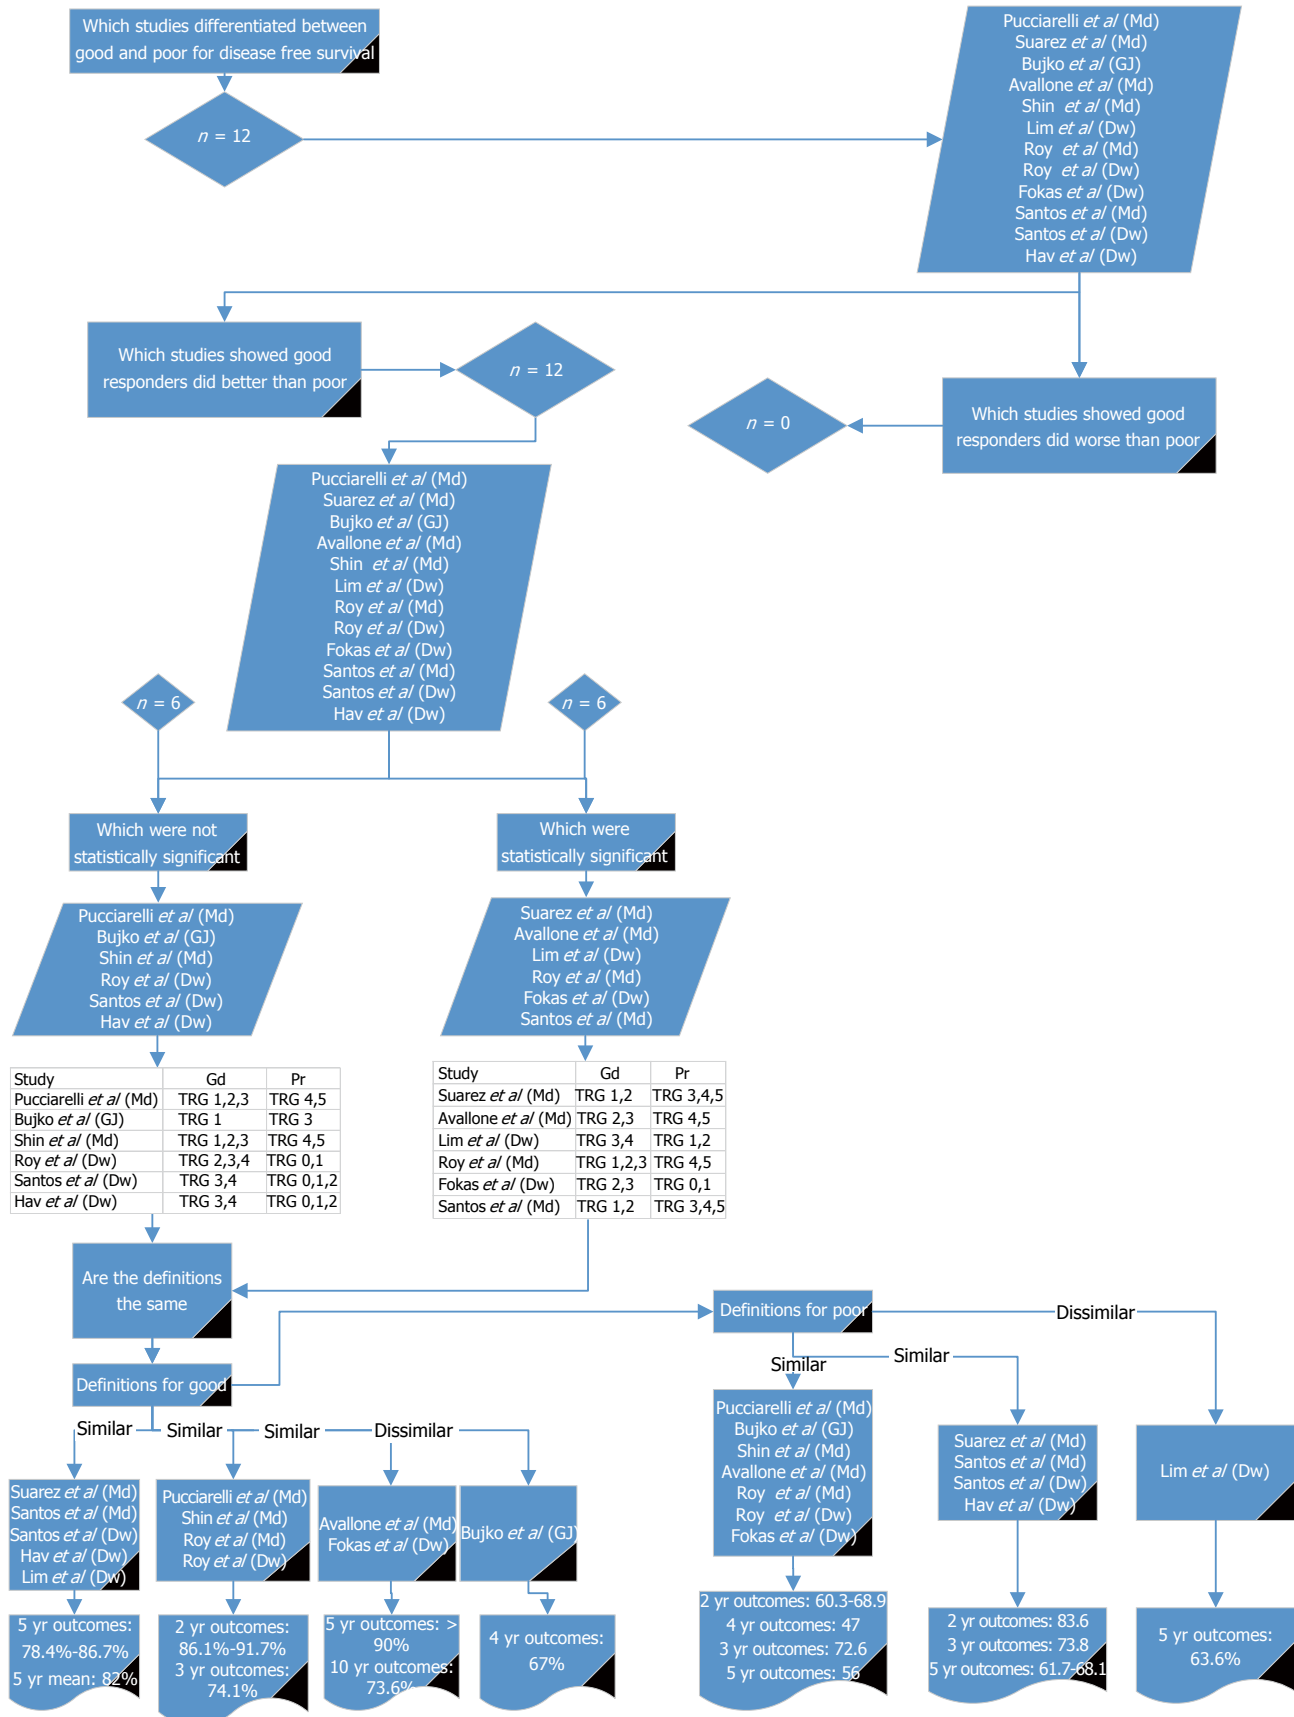 Which studies differentiated between
good and poor for disease free survival
n = 12
Pucciarelli et al (Md)
Suarez et al (Md)
Bujko et al (GJ)
Avallone et al (Md)
Shin et al (Md)
Lim et al (Dw)
Roy et al (Md)
Roy et al (Dw)
Fokas et al (Dw)
Santos et al (Md)
Santos et al (Dw)
Hav et al (Dw)
Which studies showed good
responders did better than poor
n = 12
n = 0
Which studies showed good
responders did worse than poor
Pucciarelli et al (Md)
Suarez et al (Md)
Bujko et al (GJ)
Avallone et al (Md)
Shin et al (Md)
Lim et al (Dw)
Roy et al (Md)
Roy et al (Dw)
Fokas et al (Dw)
Santos et al (Md)
Santos et al (Dw)
Hav et al (Dw)
n = 6
n = 6
Which were not
statistically significant
Which were
statistically significant
Pucciarelli et al (Md)
Bujko et al (GJ)
Shin et al (Md)
Roy et al (Dw)
Santos et al (Dw)
Hav et al (Dw)
Suarez et al (Md)
Avallone et al (Md)
Lim et al (Dw)
Roy et al (Md)
Fokas et al (Dw)
Santos et al (Md)
Study Gd Pr
Pucciarelli et al (Md) TRG 1,2,3 TRG 4,5
Bujko et al (GJ) TRG 1 TRG 3
Shin et al (Md) TRG 1,2,3 TRG 4,5
Roy et al (Dw) TRG 2,3,4 TRG 0,1
Santos et al (Dw) TRG 3,4 TRG 0,1,2
Hav et al (Dw) TRG 3,4 TRG 0,1,2
Study Gd Pr
Suarez et al (Md) TRG 1,2 TRG 3,4,5
Avallone et al (Md) TRG 2,3 TRG 4,5
Lim et al (Dw) TRG 3,4 TRG 1,2
Roy et al (Md) TRG 1,2,3 TRG 4,5
Fokas et al (Dw) TRG 2,3 TRG 0,1
Santos et al (Md) TRG 1,2 TRG 3,4,5
Are the definitions
the same
Definitions for good
Similar
Similar
Similar
Dissimilar
Suarez et al (Md)
Santos et al (Md)
Santos et al (Dw)
Hav et al (Dw)
Lim et al (Dw)
Pucciarelli et al (Md)
Shin et al (Md)
Roy et al (Md)
Roy et al (Dw)
Avallone et al (Md)
Fokas et al (Dw)
Bujko et al (GJ)
5 yr outcomes:
78.4%-86.7%
5 yr mean: 82%
2 yr outcomes:
86.1%-91.7%
3 yr outcomes:
74.1%
5 yr outcomes: >
90%
10 yr outcomes:
73.6%
4 yr outcomes:
67%
Definitions for poor
Similar
Similar
Dissimilar
Pucciarelli et al (Md)
Bujko et al (GJ)
Shin et al (Md)
Avallone et al (Md)
Roy et al (Md)
Roy et al (Dw)
Fokas et al (Dw)
Suarez et al (Md)
Santos et al (Md)
Santos et al (Dw)
Hav et al (Dw)
Lim et al (Dw)
2 yr outcomes: 60.3-68.9
4 yr outcomes: 47
3 yr outcomes: 72.6
5 yr outcomes: 56
2 yr outcomes: 83.6
3 yr outcomes: 73.8
5 yr outcomes: 61.7-68.1
5 yr outcomes:
63.6%